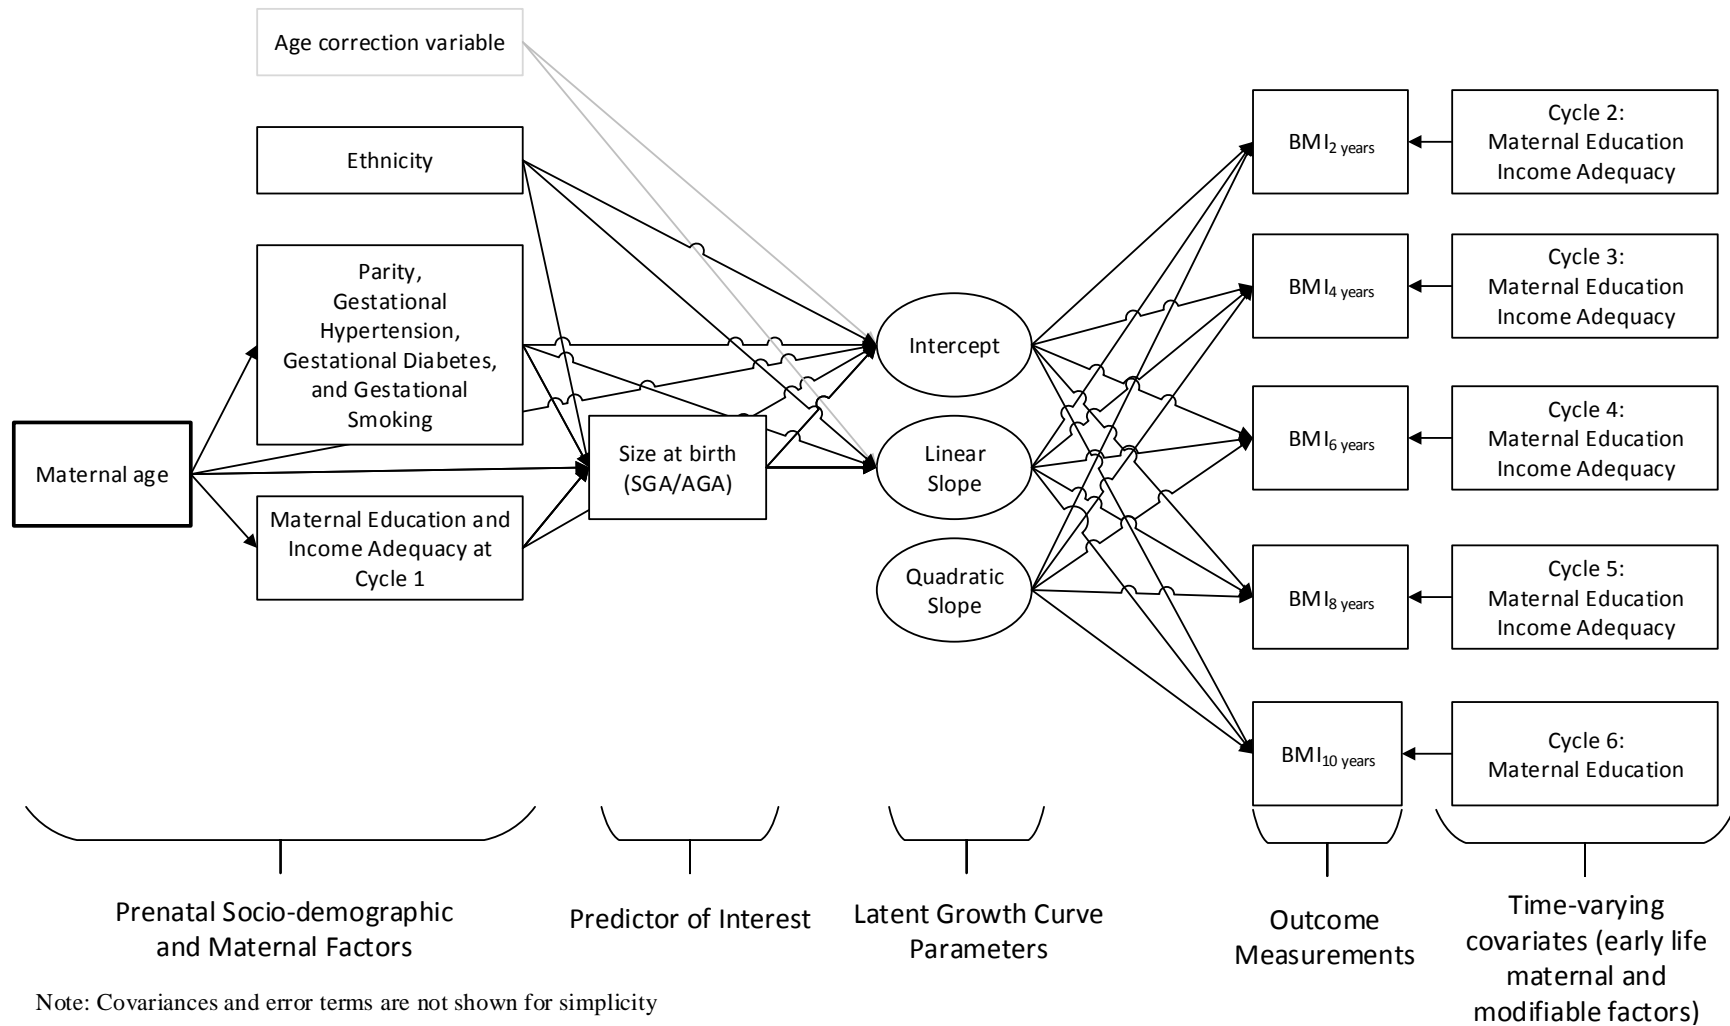 Age correction variable
Ethnicity
Parity,
Gestational
Hypertension,
Gestational Diabetes,
and Gestational
Smoking
Maternal age
Maternal Education and
Income Adequacy at
Cycle 1
Size at birth
(SGA/AGA)
Intercept
Linear
Slope
Quadratic
Slope
BMI2 years
BMI4 years
BMI6 years
BMI8 years
BMI10 years
Cycle 2:
Maternal Education
Income Adequacy
Cycle 3:
Maternal Education
Income Adequacy
Cycle 4:
Maternal Education
Income Adequacy
Cycle 5:
Maternal Education
Income Adequacy
Cycle 6:
Maternal Education
Prenatal Socio-demographic
and Maternal Factors
Predictor of Interest
Latent Growth Curve
Parameters
Outcome
Measurements
Time-varying
covariates (early life
maternal and
modifiable factors)
Note: Covariances and error terms are not shown for simplicity